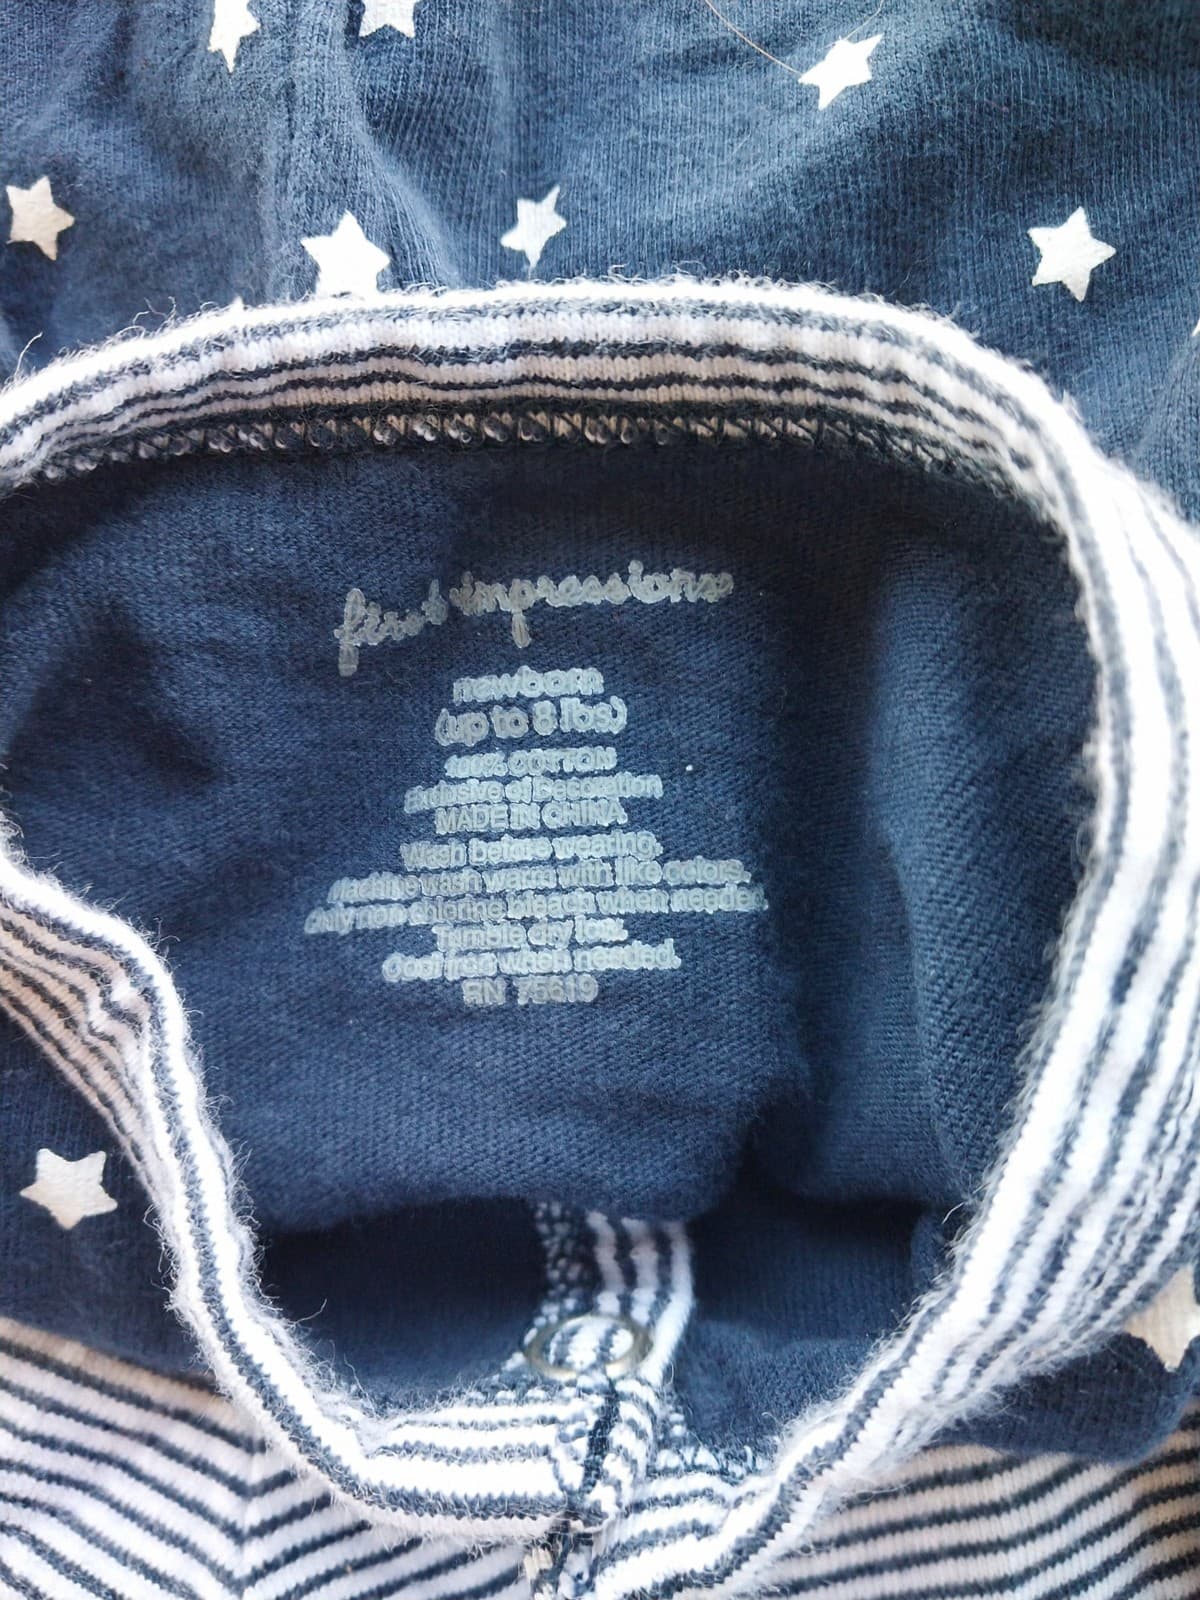 first impressions
newborn
(up to 8 lbs)
100% COTTON
Exclusive of Decoration
MADE IN CHINA
Wash before wearing.
Machine wash warm with like colors.
Only non chlorine bleach when needed.
Tumble dry low.
Cool iron when needed.
RN 75619